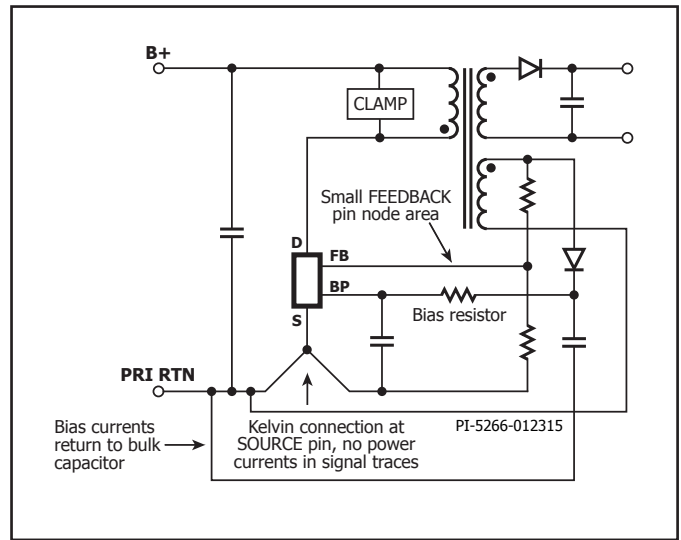 B+
CLAMP
Small FEEDBACK
pin node area
D
FB
BP
S
Bias resistor
PRI RTN
Bias currents
return to bulk
capacitor
Kelvin connection at
SOURCE pin, no power
currents in signal traces
PI-5266-012315